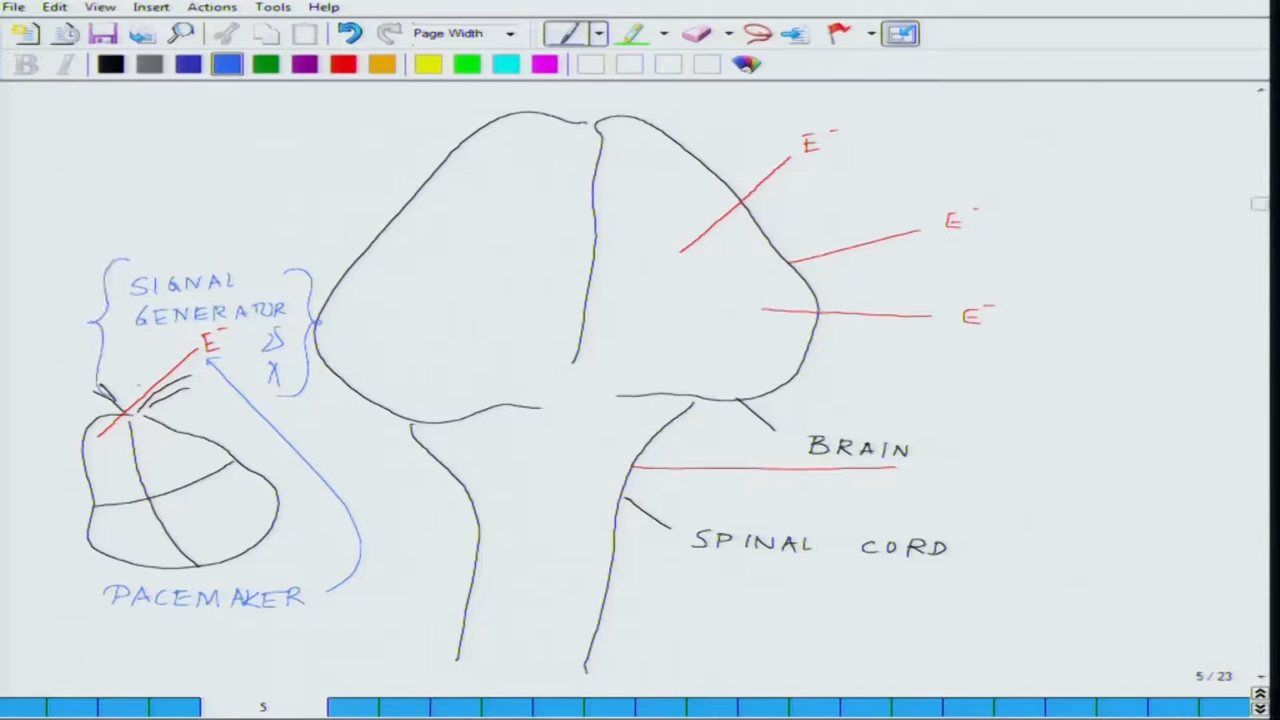 File Edit View Insert Actions Tools Help
Page Width
B I
E⁻
E⁻
E⁻
SIGNAL
GENERATOR
E⁻
BRAIN
SPINAL CORD
PACEMAKER
5 / 23
5